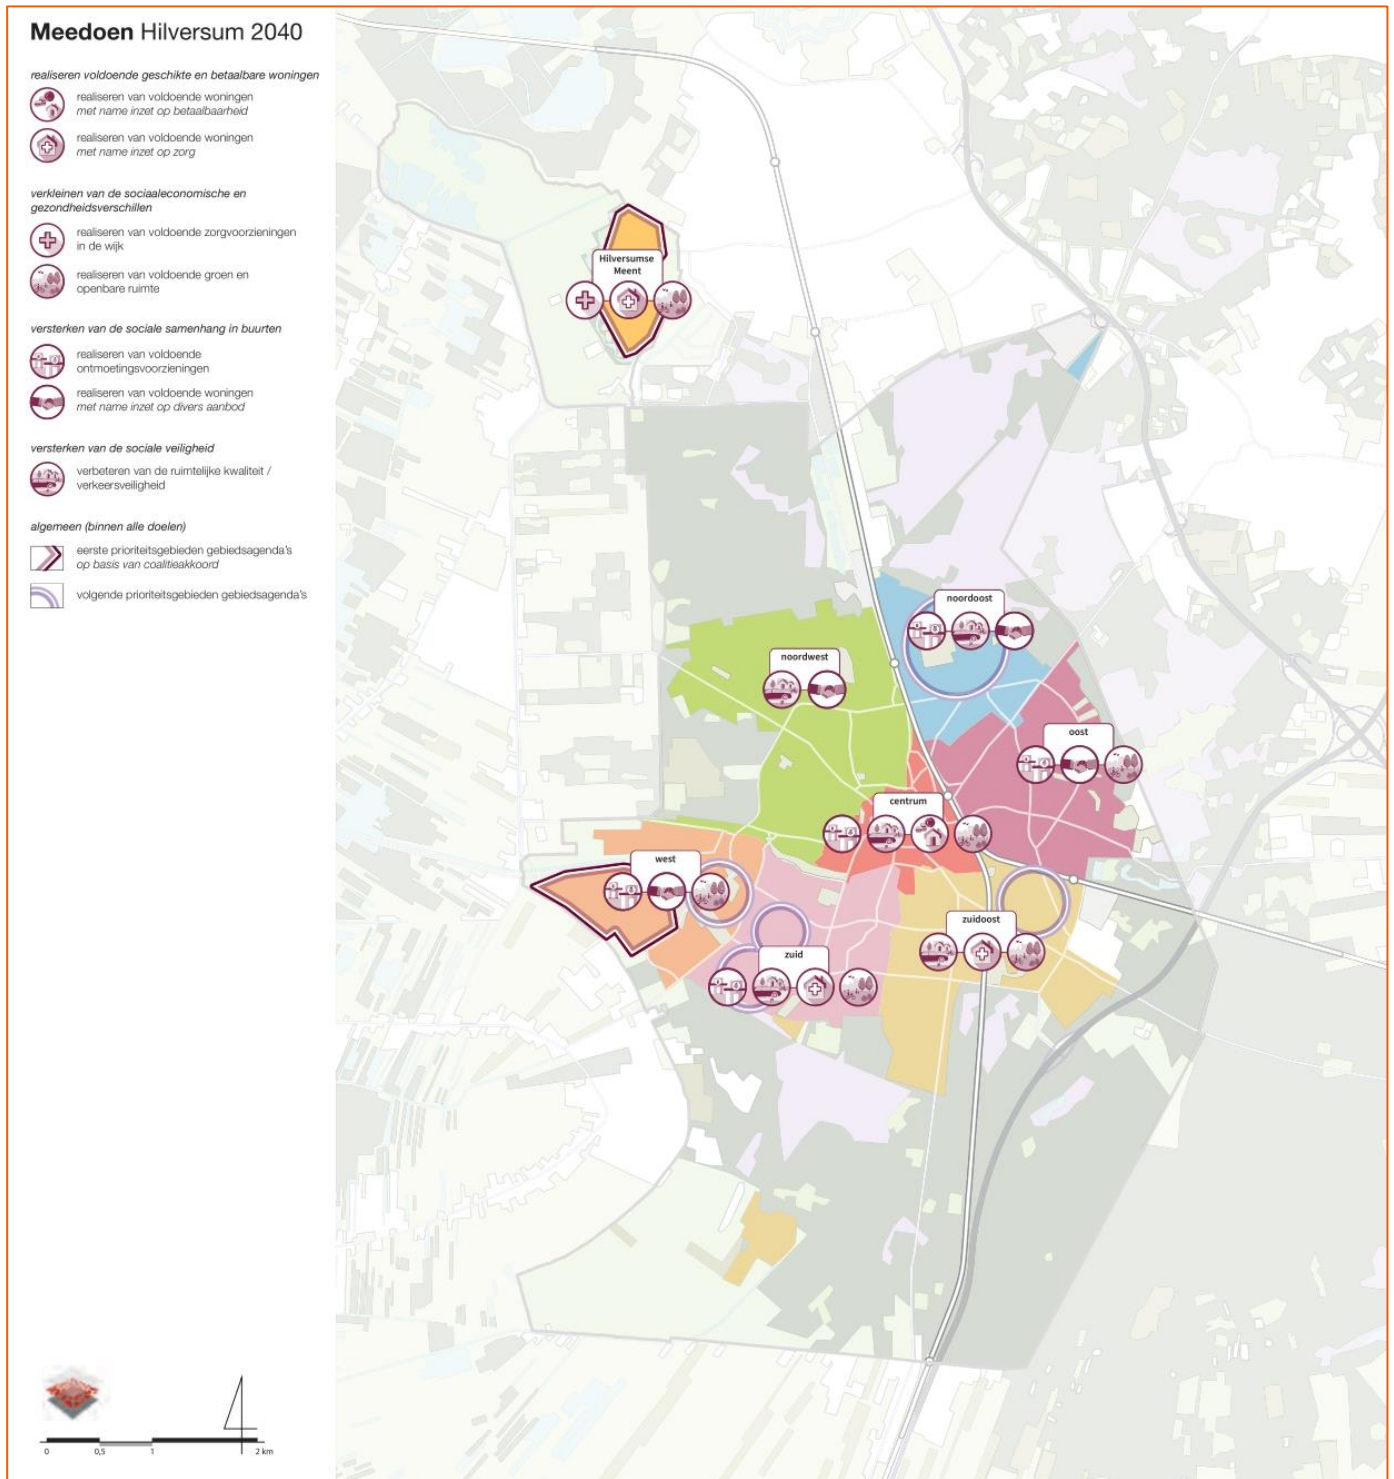 Meedoen Hilversum 2040
realiseren voldoende geschikte en betaalbare woningen
realiseren van voldoende woningen
met name inzet op betaalbaarheid
realiseren van voldoende woningen
met name inzet op zorg
verkleinen van de sociaaleconomische en
gezondheidsverschillen
realiseren van voldoende zorgvoorzieningen
in de wijk
realiseren van voldoende groen en
openbare ruimte
versterken van de sociale samenhang in buurten
realiseren van voldoende
ontmoetingsvoorzieningen
realiseren van voldoende woningen
met name inzet op divers aanbod
versterken van de sociale veiligheid
verbeteren van de ruimtelijke kwaliteit /
verkeersveiligheid
algemeen (binnen alle doelen)
eerste prioriteitsgebieden gebiedsagenda's
op basis van coalitieakkoord
volgende prioriteitsgebieden gebiedsagenda's
Hilversumse
Meent
noordoost
noordwest
oost
centrum
west
zuidoost
zuid
0 0,5 1 2 km